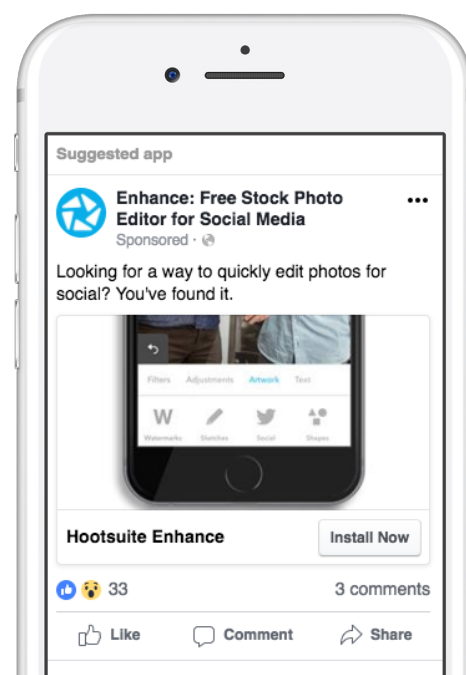 Suggested app
Enhance: Free Stock Photo
Editor for Social Media
Sponsored ·
Looking for a way to quickly edit photos for
social? You've found it.
Filters Adjustments Artwork Text
W
Watermarks Sketches Social Shapes
Hootsuite Enhance
Install Now
33
3 comments
Like Comment Share